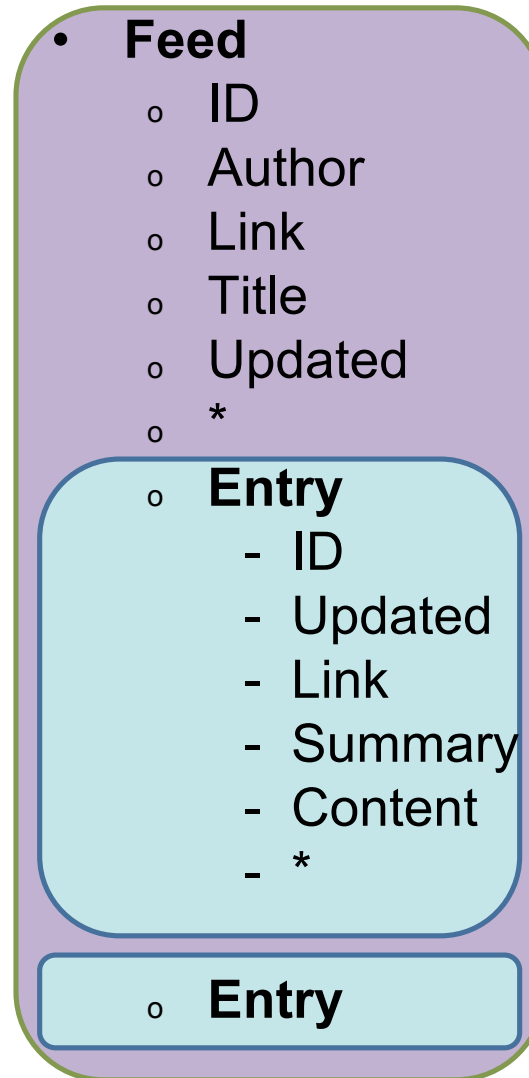 • Feed
o ID
o Author
o Link
o Title
o Updated
o *
o Entry
- ID
- Updated
- Link
- Summary
- Content
- *
o Entry